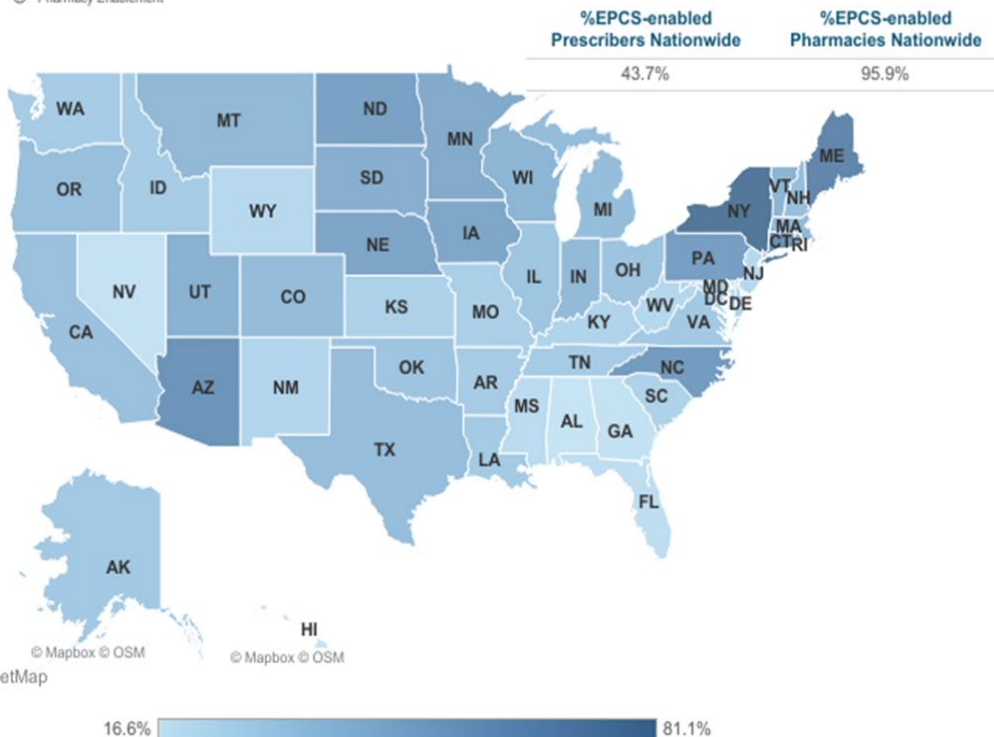 Pharmacy Enablement
%EPCS-enabled Prescribers Nationwide
%EPCS-enabled Pharmacies Nationwide
43.7%
95.9%
WA
MT
ND
MN
ME
OR
ID
SD
WI
VT
NH
WY
MI
NY
MA
CT
RI
NE
IA
PA
NJ
NV
UT
CO
IL
IN
OH
MD
DC
DE
KS
MO
WV
VA
CA
KY
AZ
NM
OK
AR
TN
NC
SC
MS
AL
GA
TX
LA
FL
AK
HI
© Mapbox © OSM
© Mapbox © OSM
etMap
16.6%
81.1%